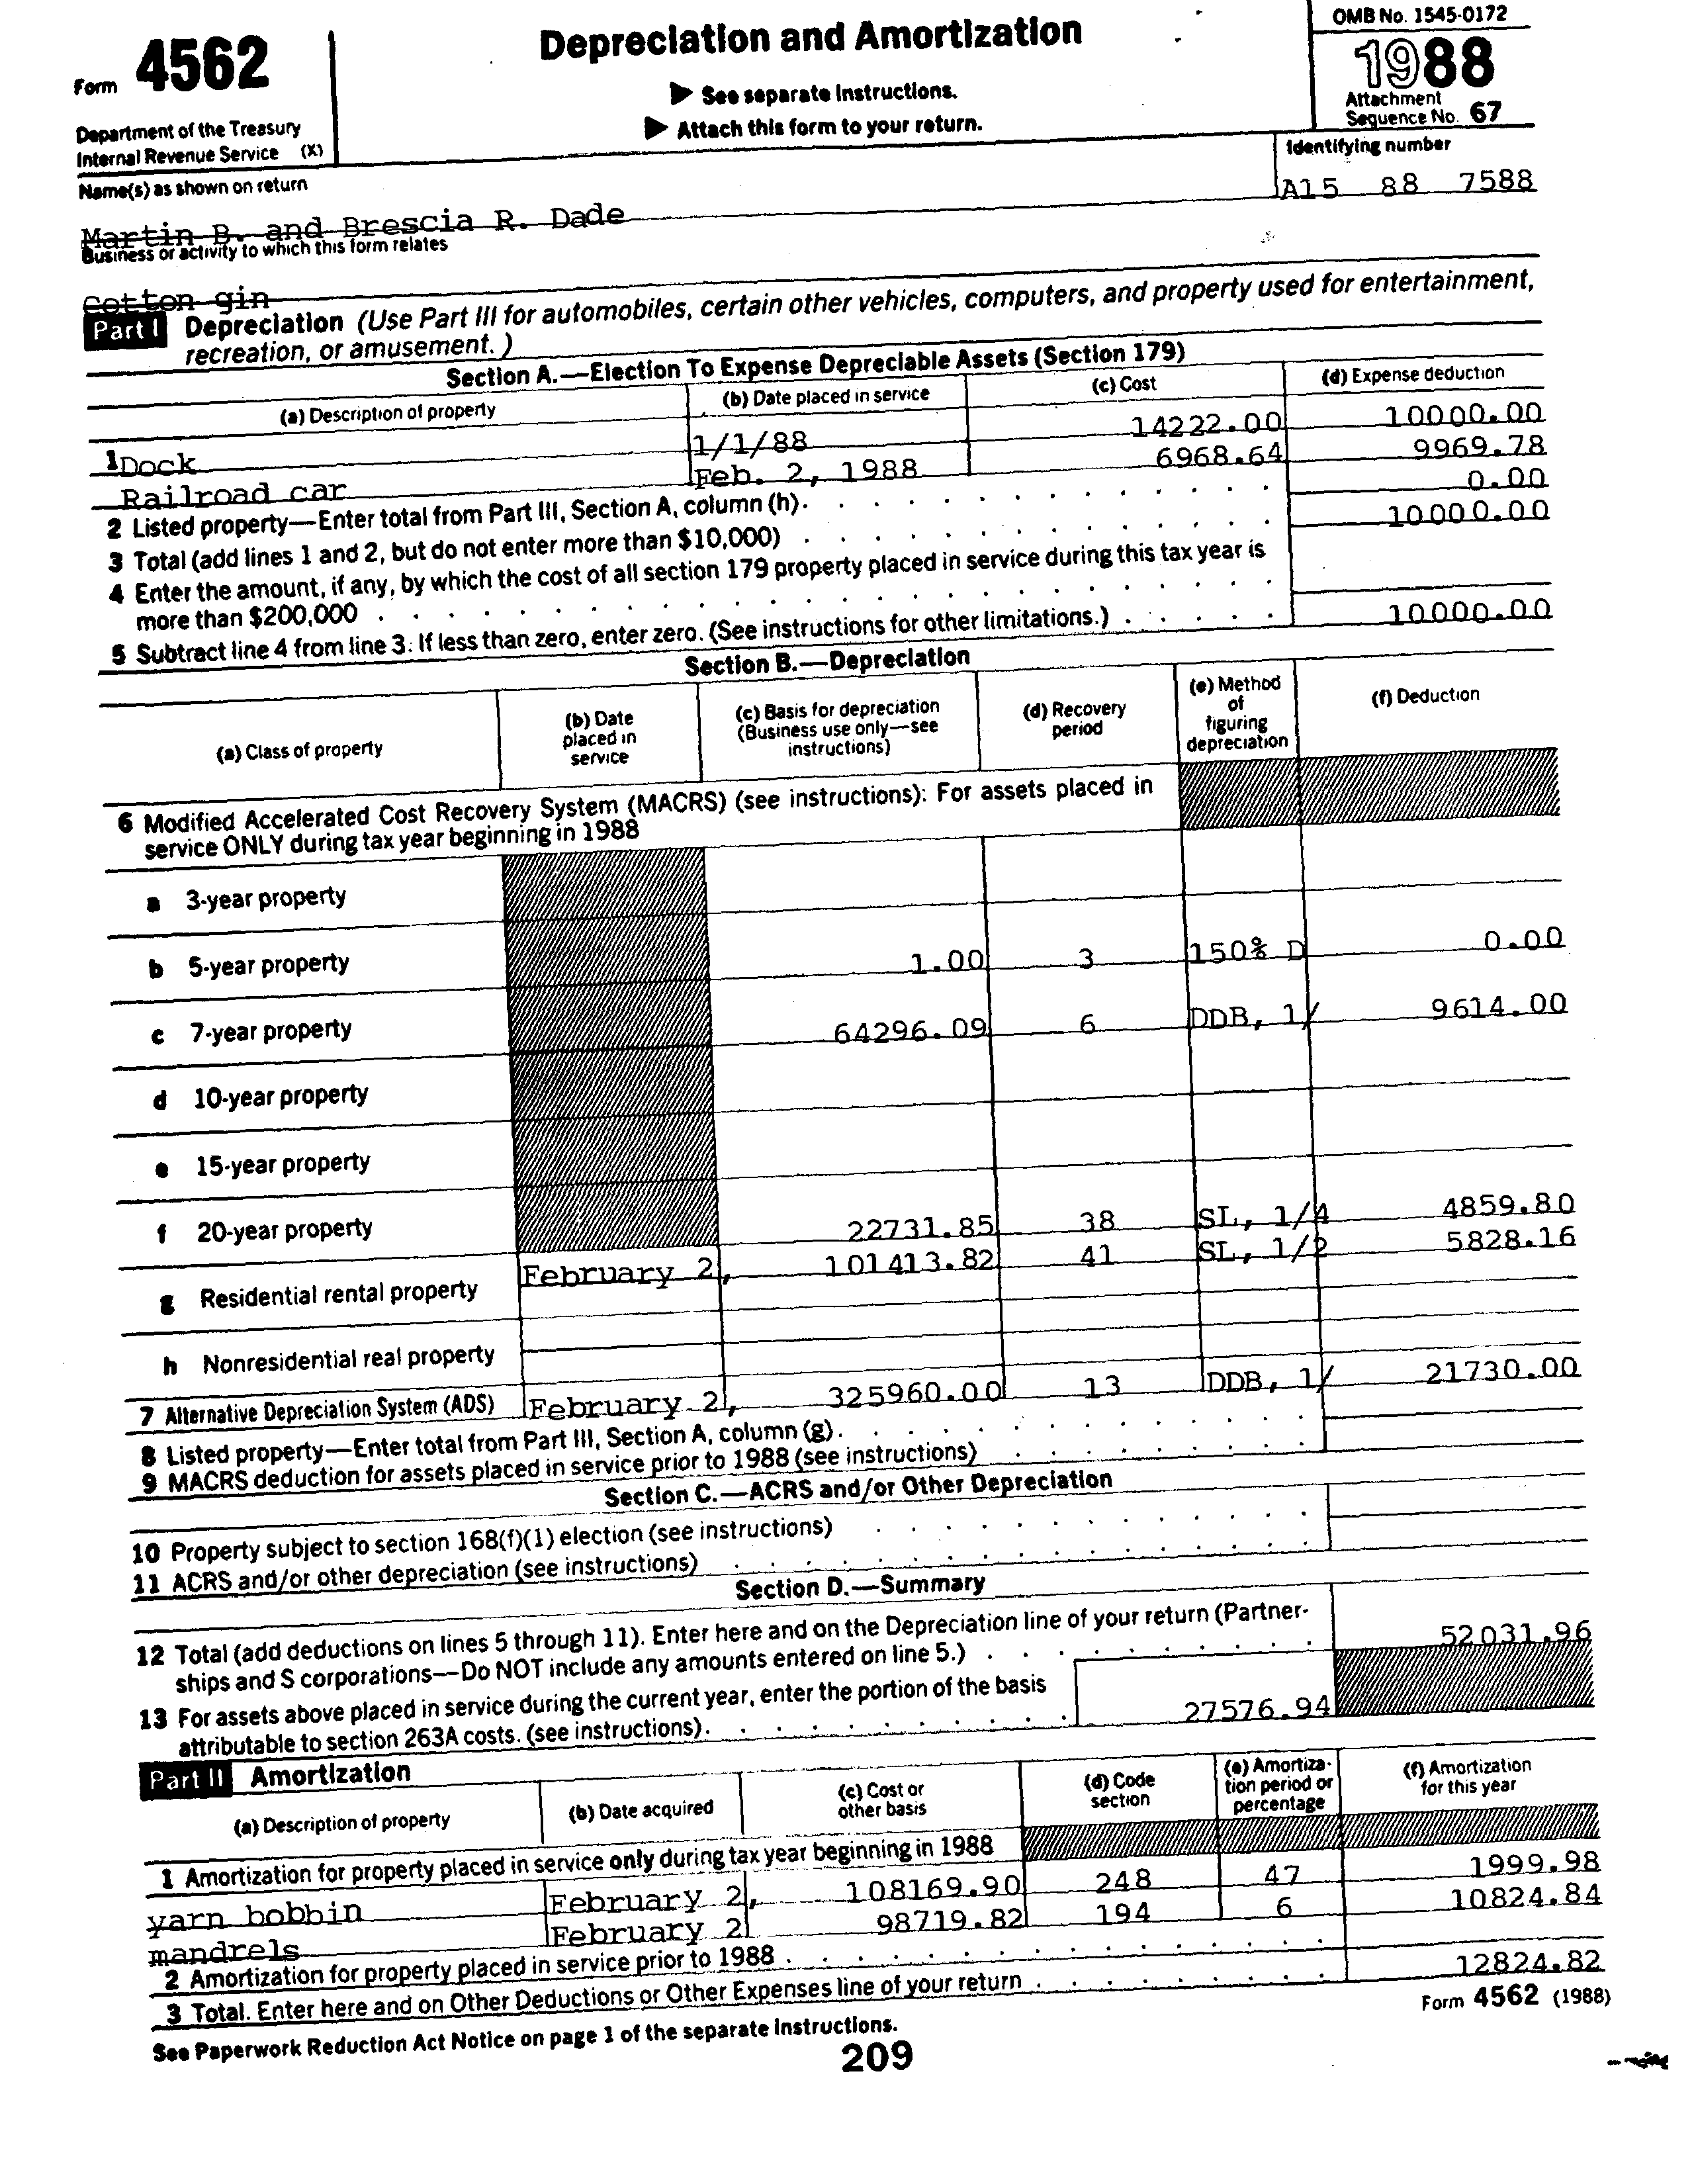 Form 4562
Department of the Treasury
Internal Revenue Service (X)
Depreciation and Amortization
▶ See separate Instructions.
▶ Attach this form to your return.
OMB No. 1545-0172
1988
Attachment
Sequence No. 67
Name(s) as shown on return
Martin B. and Brescia R. Dade
Identifying number
A15 88 7588
Business or activity to which this form relates
cotton gin
Part I Depreciation (Use Part III for automobiles, certain other vehicles, computers, and property used for entertainment,
recreation, or amusement.)
Section A.—Election To Expense Depreciable Assets (Section 179)
(a) Description of property (b) Date placed in service (c) Cost (d) Expense deduction
1 Dock 1/1/88 14222.00 10000.00
Railroad car Feb. 2, 1988 6968.64 9969.78
2 Listed property—Enter total from Part III, Section A, column (h). 0.00
3 Total (add lines 1 and 2, but do not enter more than $10,000) 10000.00
4 Enter the amount, if any, by which the cost of all section 179 property placed in service during this tax year is
more than $200,000
5 Subtract line 4 from line 3. If less than zero, enter zero. (See instructions for other limitations.) 10000.00
Section B.—Depreciation
(a) Class of property
(b) Date
placed in
service
(c) Basis for depreciation
(Business use only—see
instructions)
(d) Recovery
period
(e) Method
of
figuring
depreciation
(f) Deduction
6 Modified Accelerated Cost Recovery System (MACRS) (see instructions): For assets placed in
service ONLY during tax year beginning in 1988
a 3-year property
b 5-year property 1.00 3 150% D 0.00
c 7-year property 64296.09 6 DDB, 1/ 9614.00
d 10-year property
e 15-year property
f 20-year property 22731.85 38 SL, 1/4 4859.80
g Residential rental property February 2, 101413.82 41 SL, 1/2 5828.16
h Nonresidential real property
7 Alternative Depreciation System (ADS) February 2, 325960.00 13 DDB, 1/ 21730.00
8 Listed property—Enter total from Part III, Section A, column (g).
9 MACRS deduction for assets placed in service prior to 1988 (see instructions)
Section C.—ACRS and/or Other Depreciation
10 Property subject to section 168(f)(1) election (see instructions)
11 ACRS and/or other depreciation (see instructions)
Section D.—Summary
12 Total (add deductions on lines 5 through 11). Enter here and on the Depreciation line of your return (Partner-
ships and S corporations—Do NOT include any amounts entered on line 5.) 52031.96
13 For assets above placed in service during the current year, enter the portion of the basis
attributable to section 263A costs. (see instructions). 27576.94
Part II Amortization
(a) Description of property
(b) Date acquired
(c) Cost or
other basis
(d) Code
section
(e) Amortiza-
tion period or
percentage
(f) Amortization
for this year
1 Amortization for property placed in service only during tax year beginning in 1988
yarn bobbin February 2, 108169.90 248 47 1999.98
mandrels February 2 98719.82 194 6 10824.84
2 Amortization for property placed in service prior to 1988
3 Total. Enter here and on Other Deductions or Other Expenses line of your return 12824.82
See Paperwork Reduction Act Notice on page 1 of the separate Instructions.
Form 4562 (1988)
209